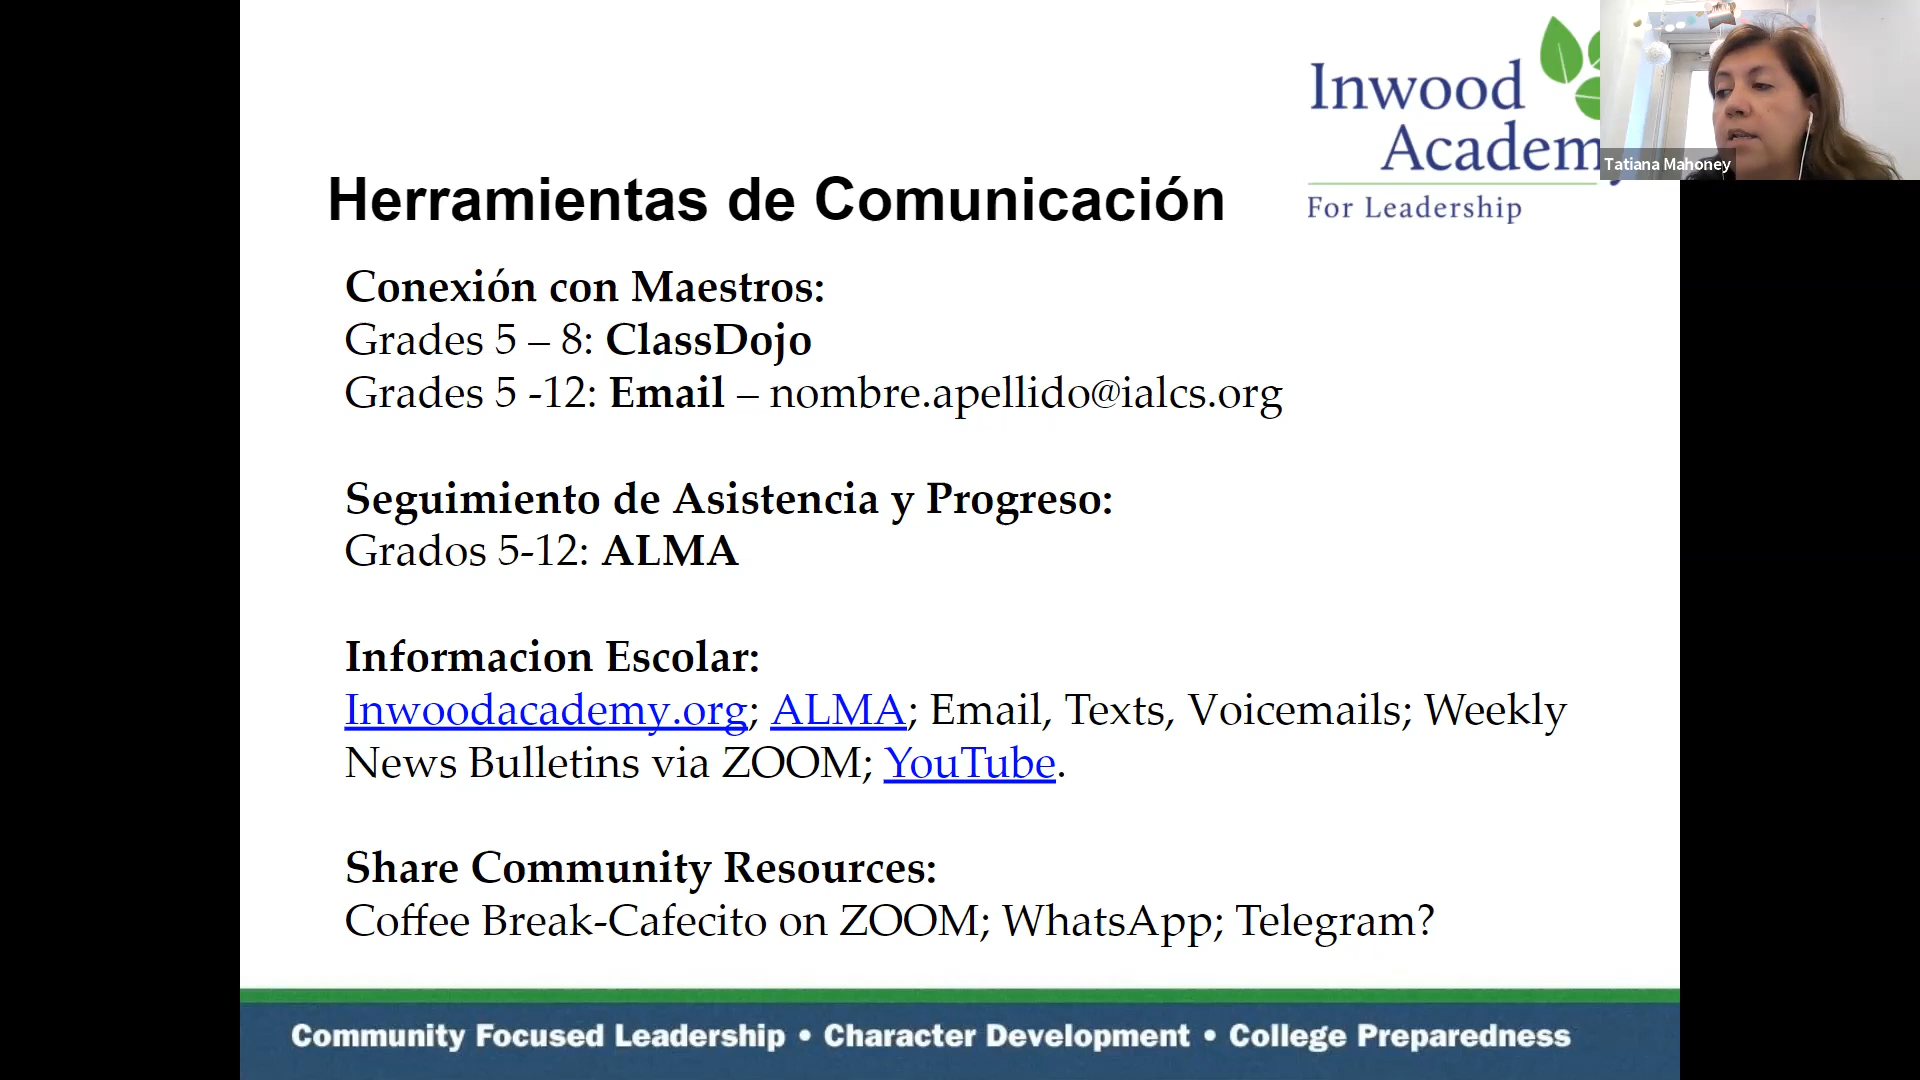 Inwood
Academy
For Leadership
Tatiana Mahoney
Herramientas de Comunicación
Conexión con Maestros:
Grades 5 – 8: ClassDojo
Grades 5 -12: Email – nombre.apellido@ialcs.org
Seguimiento de Asistencia y Progreso:
Grados 5-12: ALMA
Informacion Escolar:
Inwoodacademy.org; ALMA; Email, Texts, Voicemails; Weekly
News Bulletins via ZOOM; YouTube.
Share Community Resources:
Coffee Break-Cafecito on ZOOM; WhatsApp; Telegram?
Community Focused Leadership • Character Development • College Preparedness